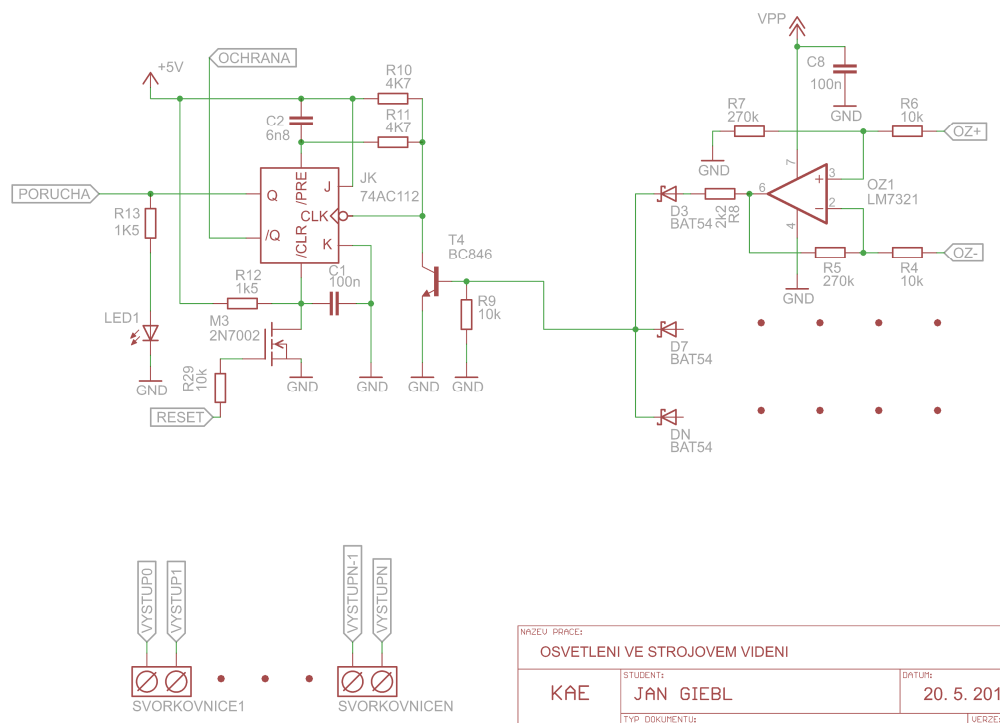 VPP
+5V
OCHRANA
C8
100n
GND
R10
4K7
R11
4K7
C2
6n8
R7
270k
R6
10k
OZ+
GND
PORUCHA
Q
/PRE
J
JK
74AC112
CLK
/Q
/CLR
K
R13
1K5
7
3
+
OZ1
LM7321
6
2
-
4
D3
BAT54
2k2
R8
T4
BC846
R5
270k
R4
10k
OZ-
GND
R12
1k5
C1
100n
R9
10k
LED1
M3
2N7002
D7
BAT54
GND
R29
10k
GND
GND
GND
GND
RESET
DN
BAT54
VYSTUP0
VYSTUP1
VYSTUPN-1
VYSTUPN
SVORKOVNICE1
SVORKOVNICEN
NAZEV PRACE:
OSVETLENI VE STROJOVEM VIDENI
KAE
STUDENT:
JAN GIEBL
DATUM:
20. 5. 201
TYP DOKUMENTU:
VERZE: